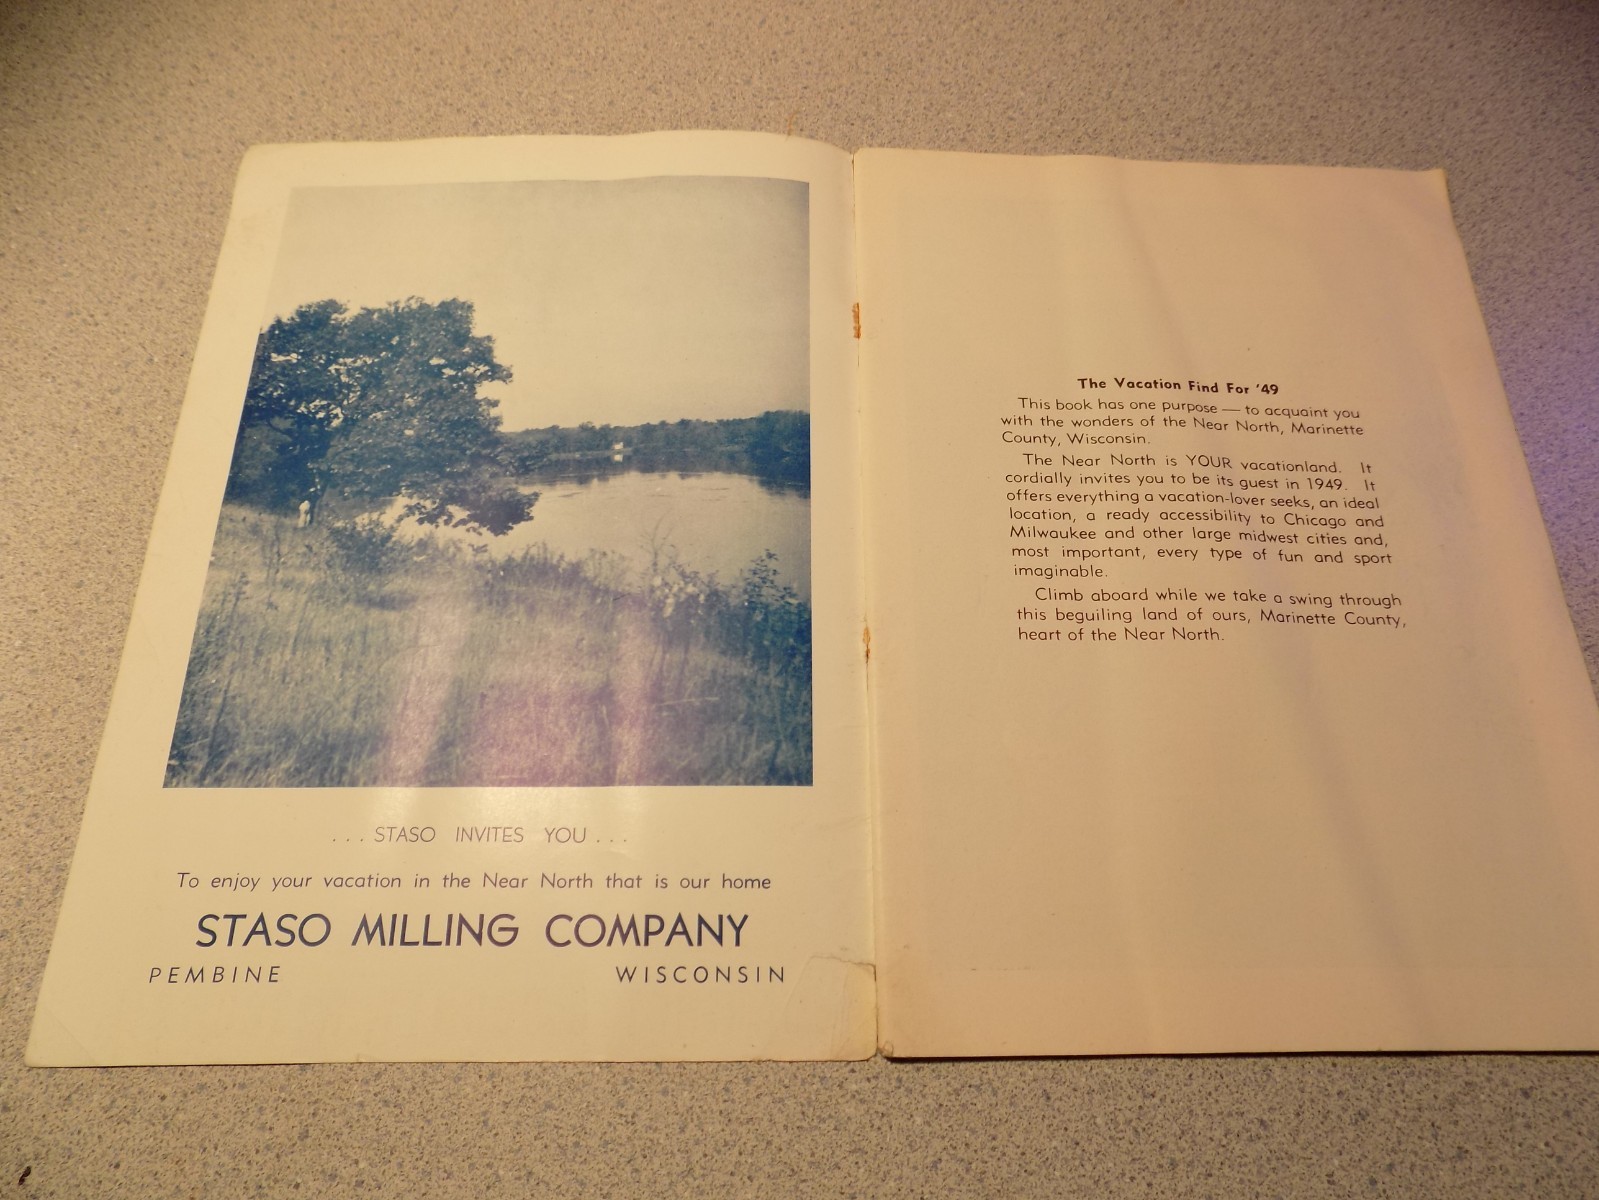 . . . STASO INVITES YOU . . .
To enjoy your vacation in the Near North that is our home
STASO MILLING COMPANY
PEMBINE WISCONSIN
The Vacation Find For '49
This book has one purpose — to acquaint you
with the wonders of the Near North, Marinette
County, Wisconsin.
The Near North is YOUR vacationland. It
cordially invites you to be its guest in 1949. It
offers everything a vacation-lover seeks, an ideal
location, a ready accessibility to Chicago and
Milwaukee and other large midwest cities and,
most important, every type of fun and sport
imaginable.
Climb aboard while we take a swing through
this beguiling land of ours, Marinette County,
heart of the Near North.